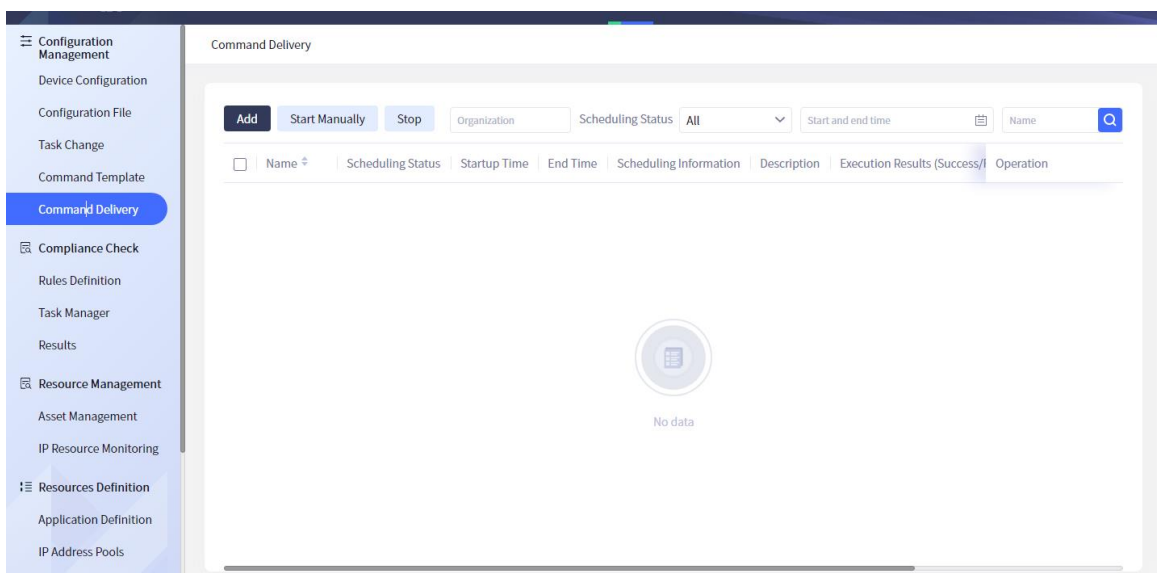 Configuration
Management
Device Configuration
Configuration File
Task Change
Command Template
Command Delivery
Compliance Check
Rules Definition
Task Manager
Results
Resource Management
Asset Management
IP Resource Monitoring
Resources Definition
Application Definition
IP Address Pools
Command Delivery
Add Start Manually Stop Organization Scheduling Status All Start and end time Name
Name Scheduling Status Startup Time End Time Scheduling Information Description Execution Results (Success/ Operation
No data